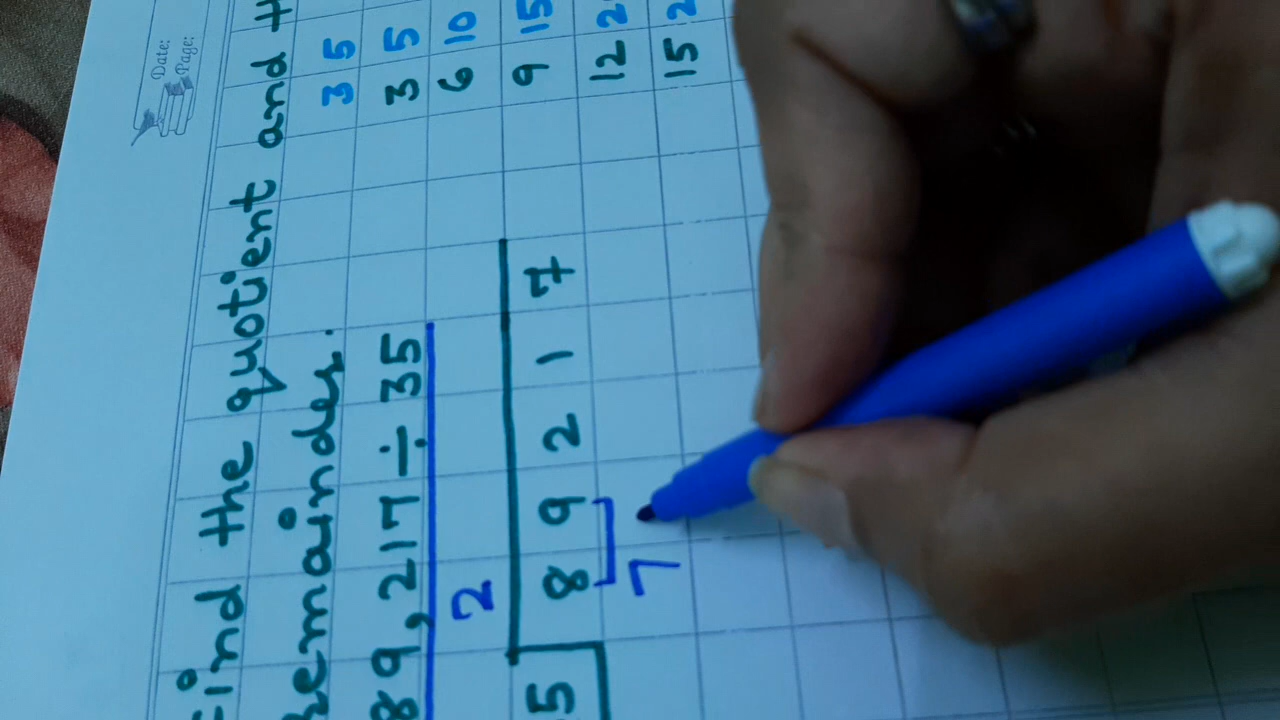 Date:
Page:
Find the quotient and
remainder.
89,217 ÷ 35
3 5
3 5
6 10
9 15
12 2
15 2
2
5 8 9 2 1 7
7